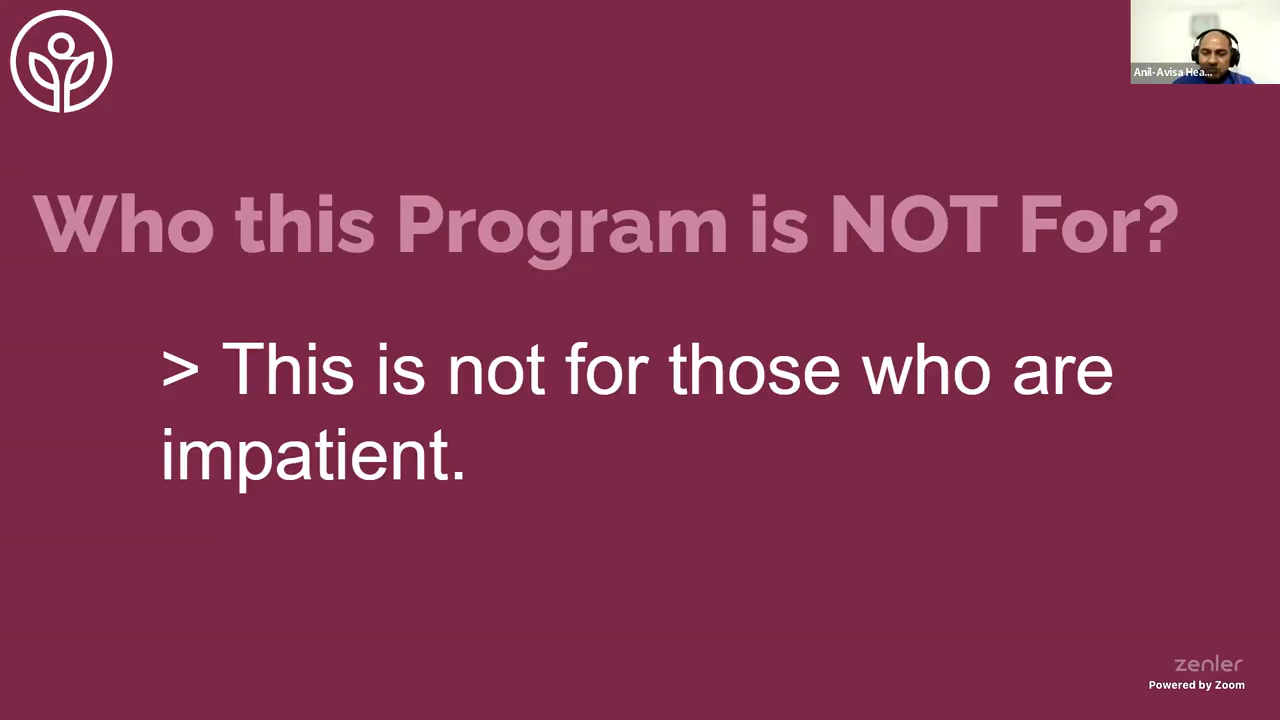 Anil-Avisa Hea...
Who this Program is NOT For?
> This is not for those who are
impatient.
zenler
Powered by Zoom